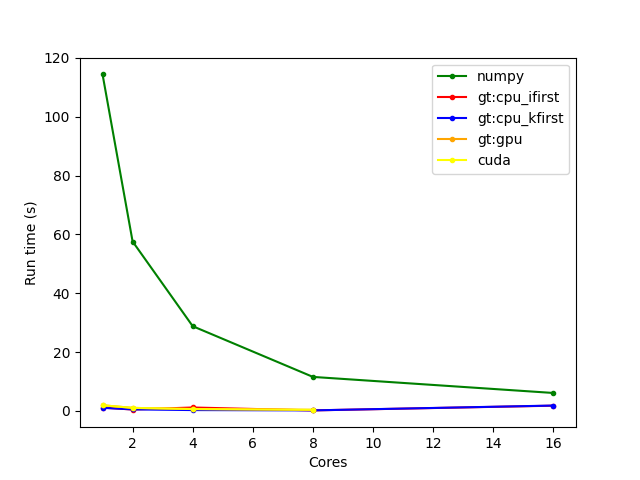 120
100
80
60
40
20
0
Run time (s)
2 4 6 8 10 12 14 16
Cores
numpy
gt:cpu_ifirst
gt:cpu_kfirst
gt:gpu
cuda